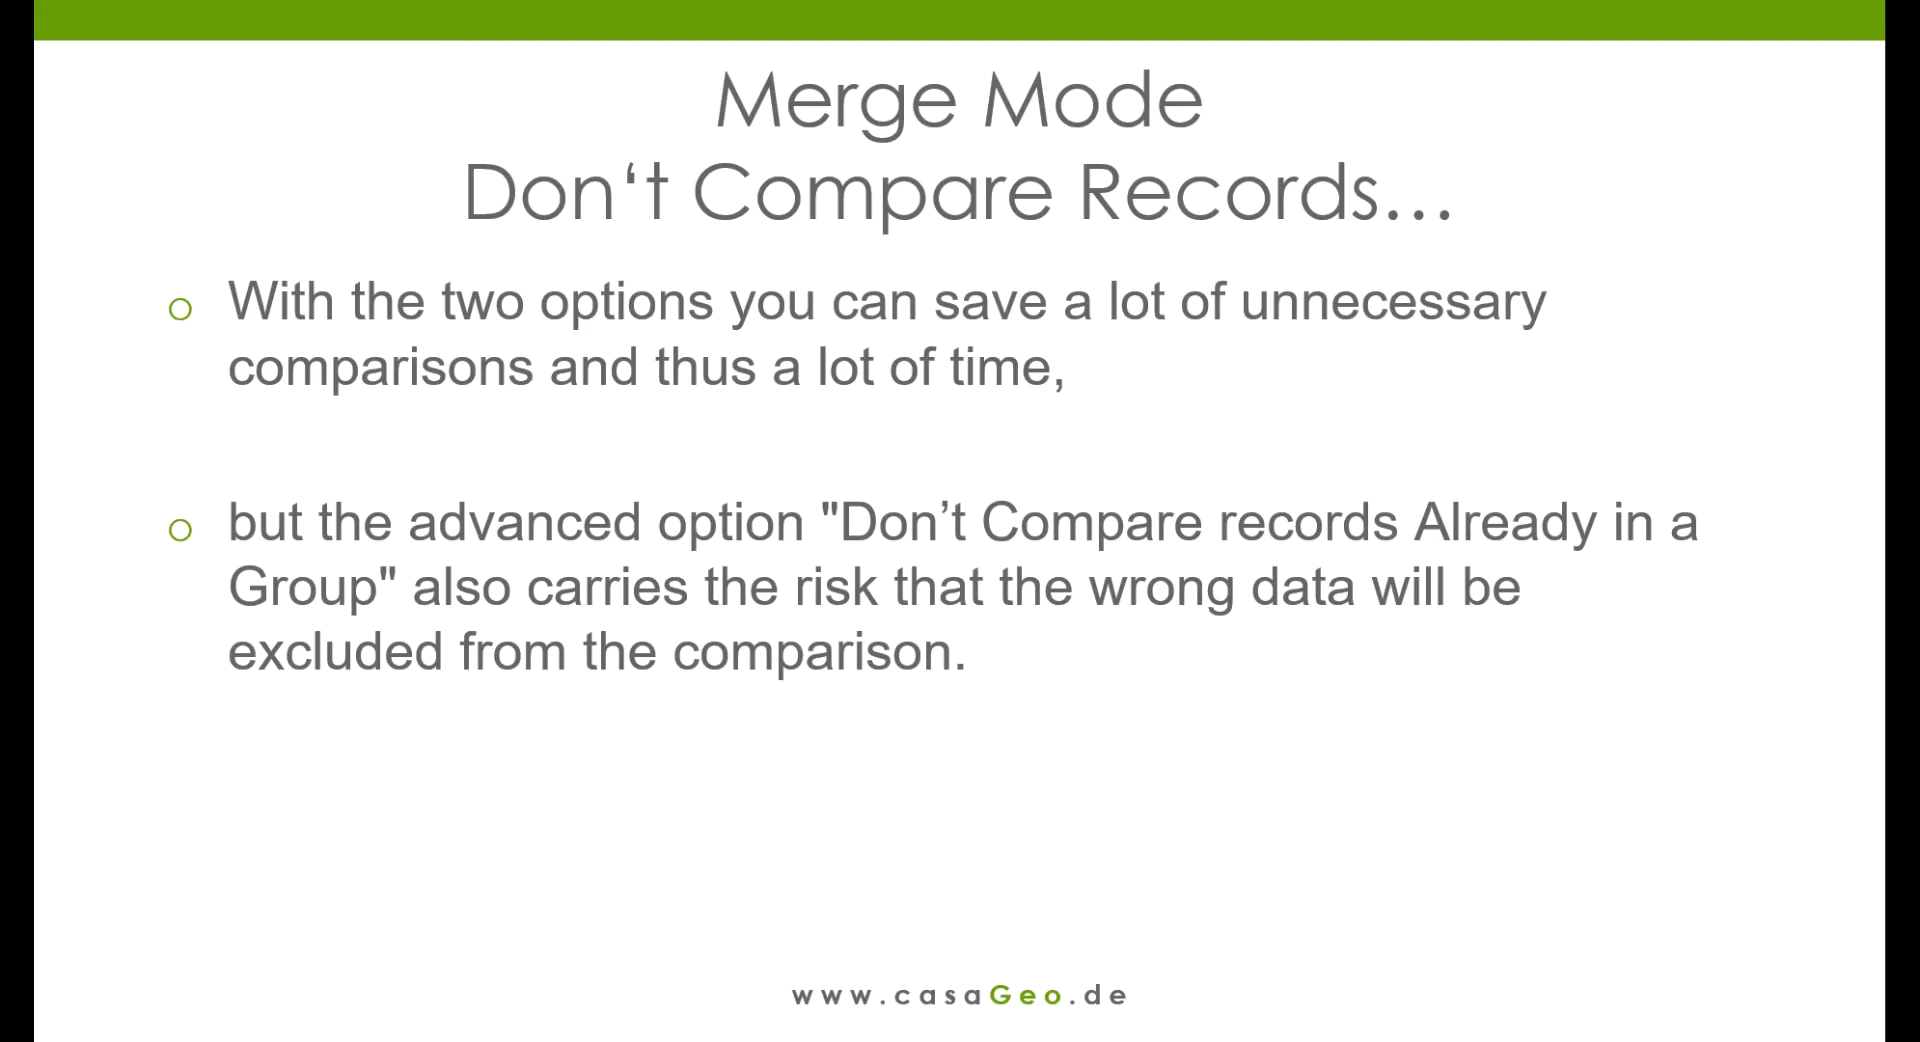 Merge Mode
Don‘t Compare Records...
With the two options you can save a lot of unnecessary
comparisons and thus a lot of time,
but the advanced option "Don’t Compare records Already in a
Group" also carries the risk that the wrong data will be
excluded from the comparison.
www.casaGeo.de